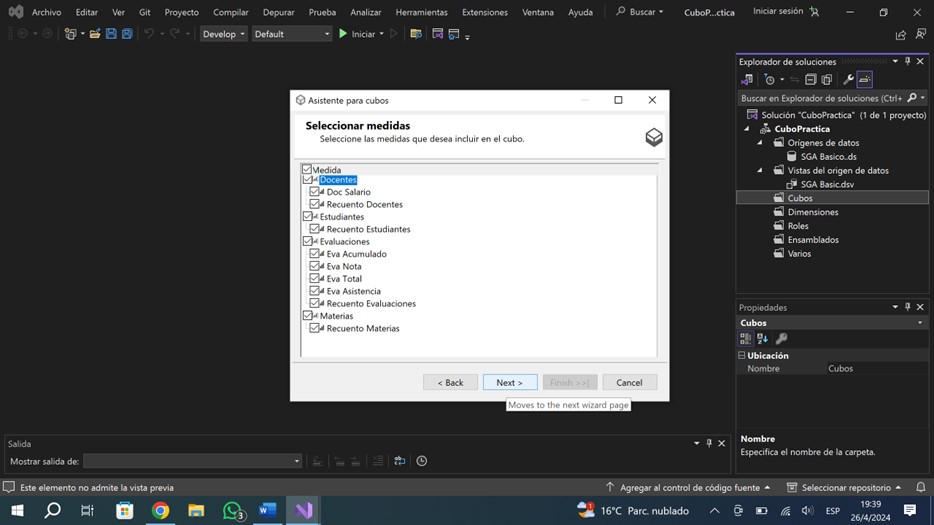 Archivo Editar Ver Git Proyecto Compilar Depurar Prueba Analizar Herramientas Extensiones Ventana Ayuda Buscar CuboP...ctica Iniciar sesión
Develop Default Iniciar
Explorador de soluciones
Buscar en Explorador de soluciones (Ctrl+
Solución "CuboPractica" (1 de 1 proyecto)
CuboPractica
Orígenes de datos
SGA Basico..ds
Vistas del origen de datos
SGA Basic.dsv
Cubos
Dimensiones
Roles
Ensamblados
Varios
Asistente para cubos
Seleccionar medidas
Seleccione las medidas que desea incluir en el cubo.
Medida
Docentes
Doc Salario
Recuento Docentes
Estudiantes
Recuento Estudiantes
Evaluaciones
Eva Acumulado
Eva Nota
Eva Total
Eva Asistencia
Recuento Evaluaciones
Materias
Recuento Materias
< Back Next > Finish >>| Cancel
Moves to the next wizard page
Propiedades
Cubos
Ubicación
Nombre Cubos
Nombre
Especifica el nombre de la carpeta.
Salida
Mostrar salida de:
Este elemento no admite la vista previa
Agregar al control de código fuente
Seleccionar repositorio
3
16°C Parc. nublado
ESP
19:39
26/4/2024